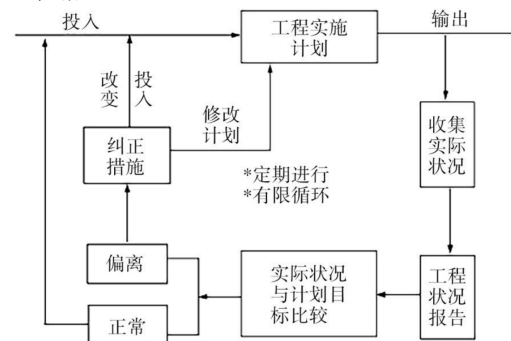 投入
工程实施
计划
输出
改变
投入
修改
计划
纠正
措施
收集
实际
状况
*定期进行
*有限循环
偏离
实际状况
与计划目
标比较
工程
状况
报告
正常